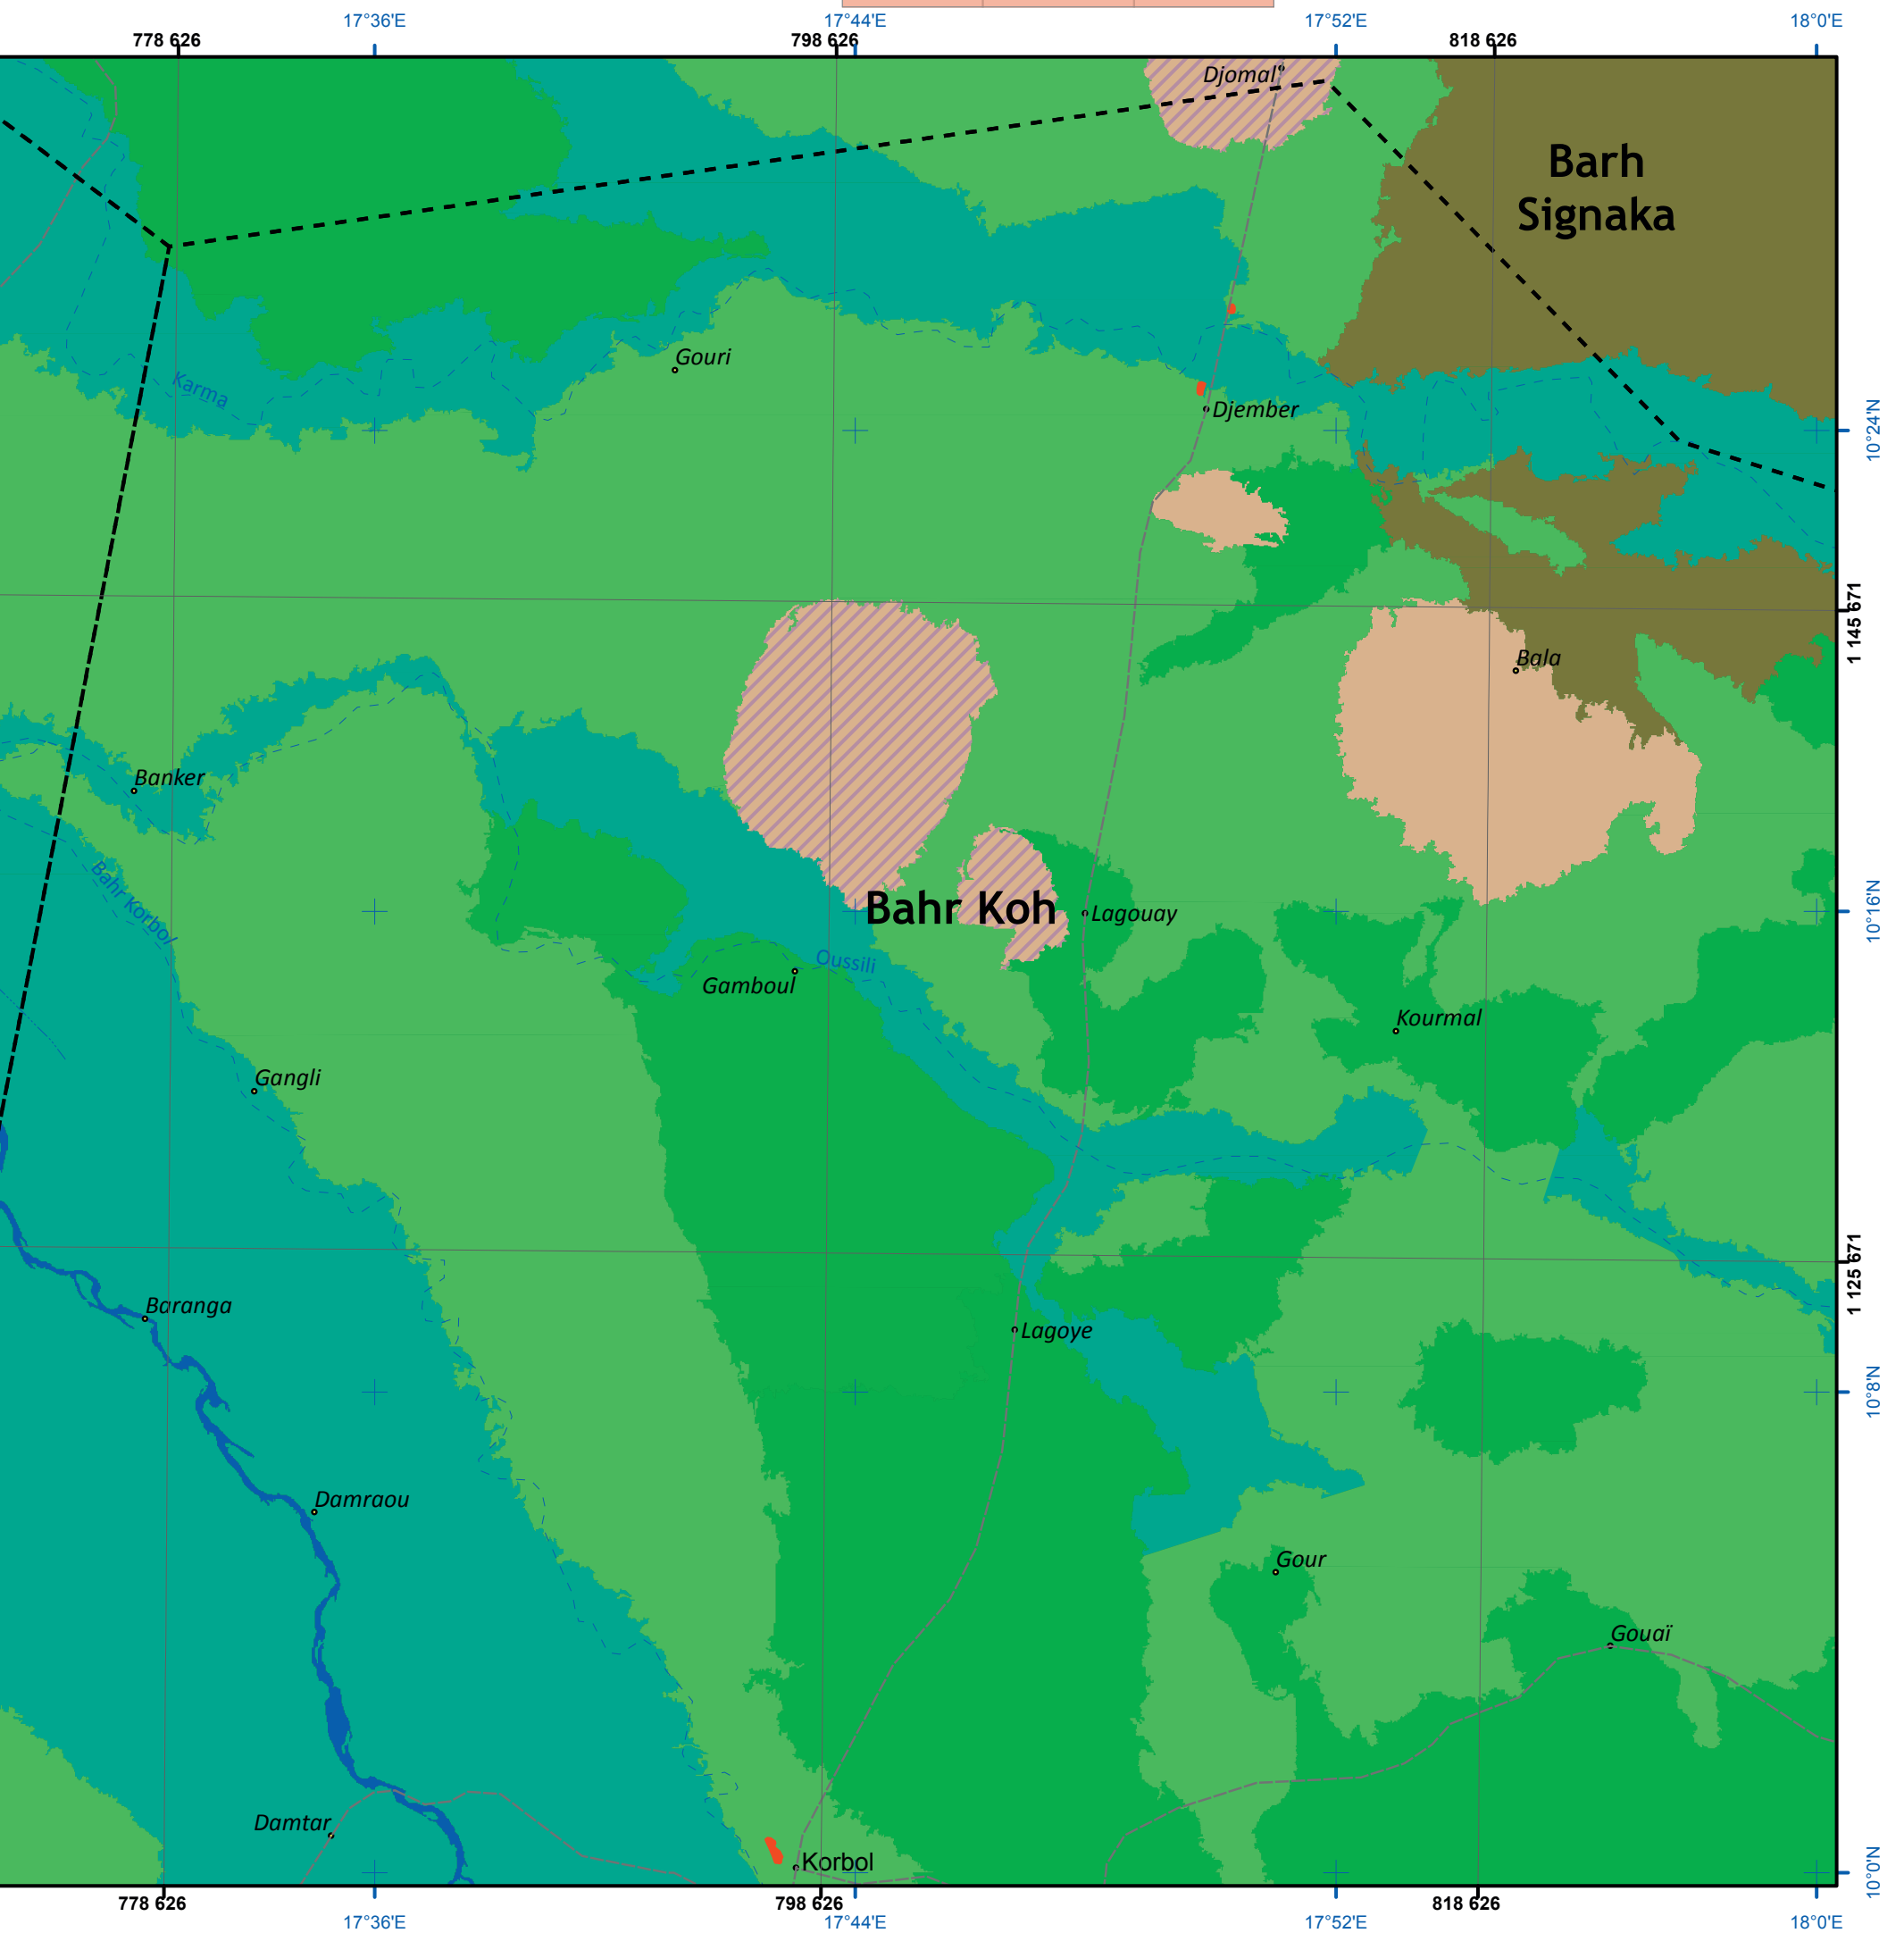 17°36'E 17°44'E 17°52'E 18°0'E
778 626 798 626 818 626
Djomal
Barh
Signaka
Gouri
Karma
Djember
10°24'N
1 145 671
Bala
Banker
Bahr Korbol
Bahr Koh
Lagouay
10°16'N
Oussili
Gamboul
Kourmal
Gangli
1 125 671
Baranga
Lagoye
10°8'N
Damraou
Gour
Gouaï
Damtar
Korbol
10°0'N
778 626 798 626 818 626
17°36'E 17°44'E 17°52'E 18°0'E